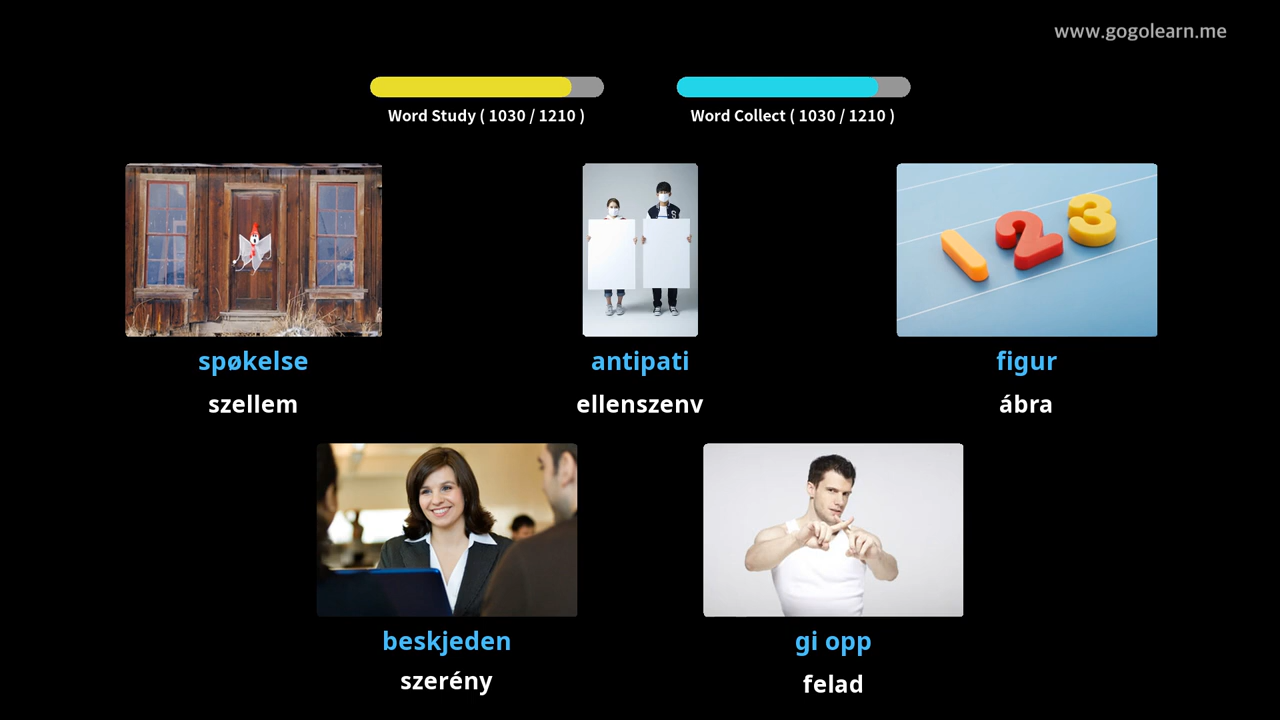 www.gogolearn.me
Word Study ( 1030 / 1210 )
Word Collect ( 1030 / 1210 )
spøkelse
szellem
antipati
ellenszenv
figur
ábra
beskjeden
szerény
gi opp
felad